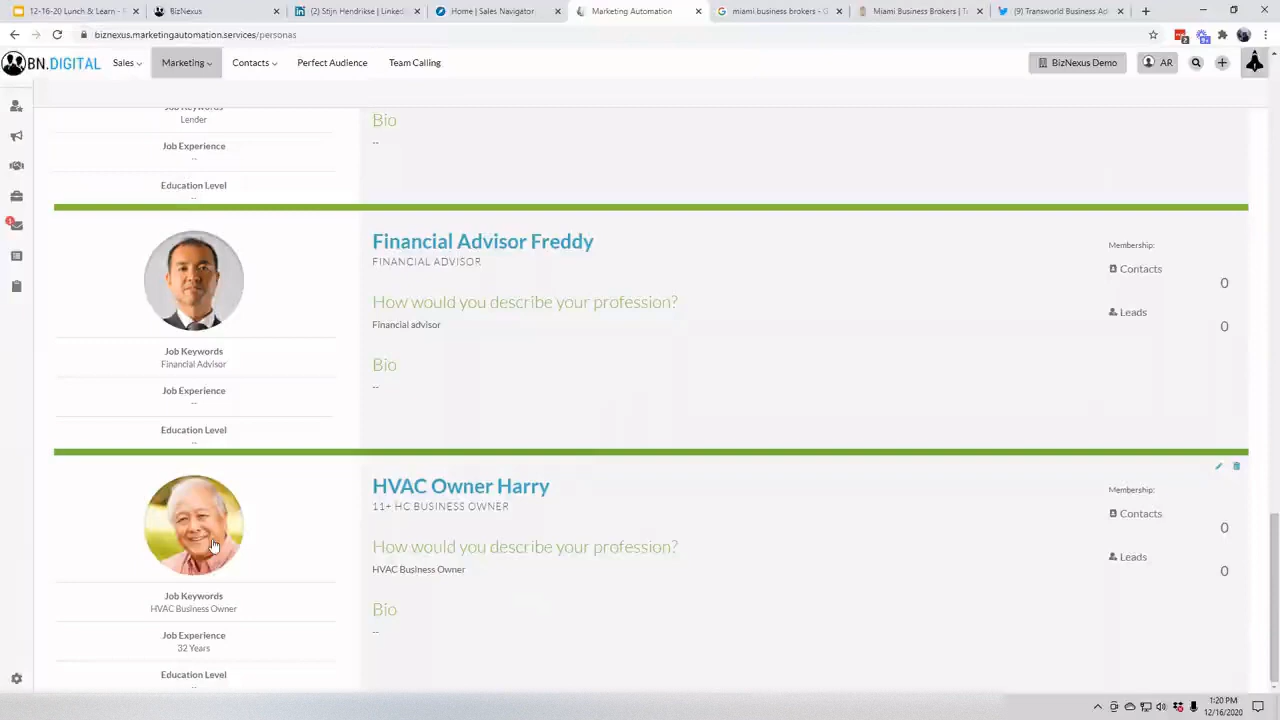 12-16-20 Lunch & Learn - B
BizNexus
(2) Stijn Hendrikse | Linked
Home | Sales Navigator
Marketing Automation
miami business brokers - G
Miami Business Brokers | T
(9) Transworld Business Ad
biznexus.marketingautomation.services/personas
BN.DIGITAL
Sales
Marketing
Contacts
Perfect Audience
Team Calling
BizNexus Demo
AR
Job Keywords
Lender
Job Experience
--
Education Level
--
Bio
--
Financial Advisor Freddy
FINANCIAL ADVISOR
How would you describe your profession?
Financial advisor
Bio
--
Membership:
Contacts
0
Leads
0
Job Keywords
Financial Advisor
Job Experience
--
Education Level
--
HVAC Owner Harry
11+ HC BUSINESS OWNER
How would you describe your profession?
HVAC Business Owner
Bio
--
Membership:
Contacts
0
Leads
0
Job Keywords
HVAC Business Owner
Job Experience
32 Years
Education Level
--
1:20 PM
12/16/2020